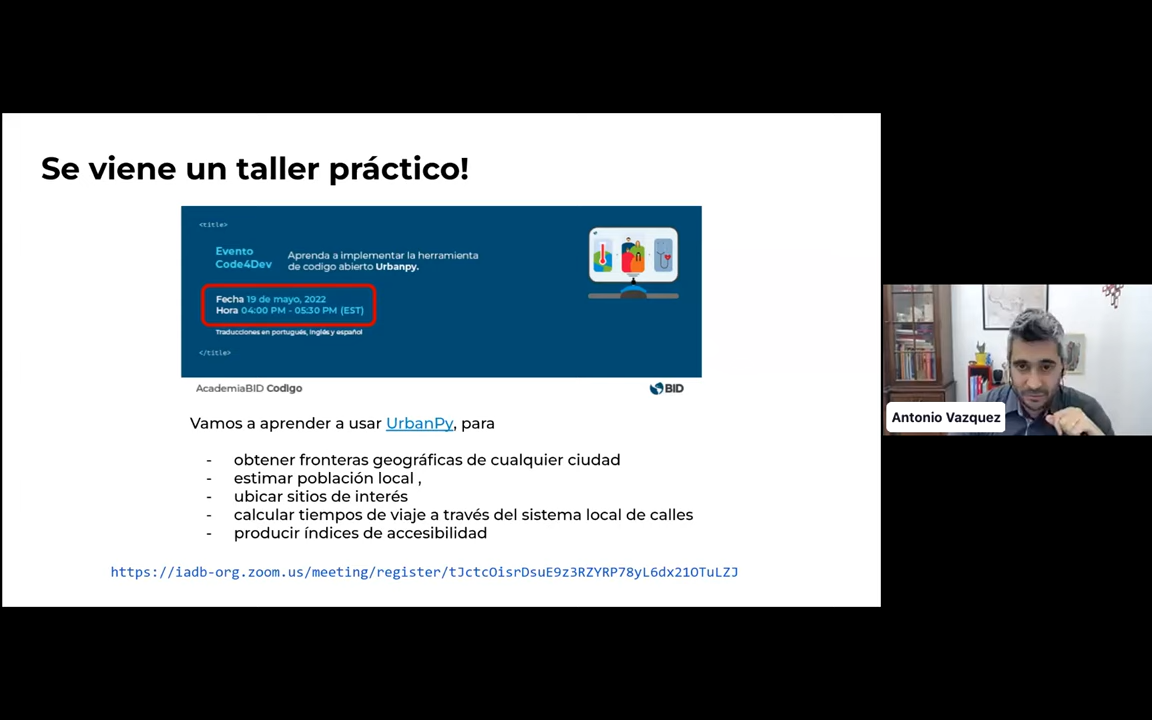 Se viene un taller práctico!
<title>
Evento
Code4Dev
Aprenda a implementar la herramienta
de codigo abierto Urbanpy.
Fecha 19 de mayo, 2022
Hora 04:00 PM - 05:30 PM (EST)
Traducciones en portugués, inglés y español
</title>
AcademiaBID Codigo
BID
Vamos a aprender a usar UrbanPy, para
- obtener fronteras geográficas de cualquier ciudad
- estimar población local ,
- ubicar sitios de interés
- calcular tiempos de viaje a través del sistema local de calles
- producir índices de accesibilidad
https://iadb-org.zoom.us/meeting/register/tJctcOisrDsuE9z3RZYRP78yL6dx21OTuLZJ
Antonio Vazquez